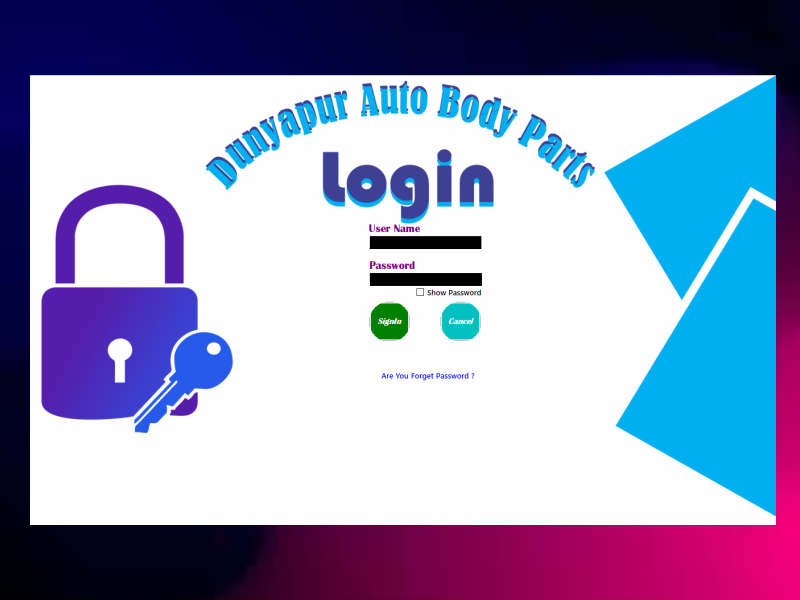 Dunyapur Auto Body Parts
Login
User Name
Password
Show Password
SignIn
Cancel
Are You Forget Password ?